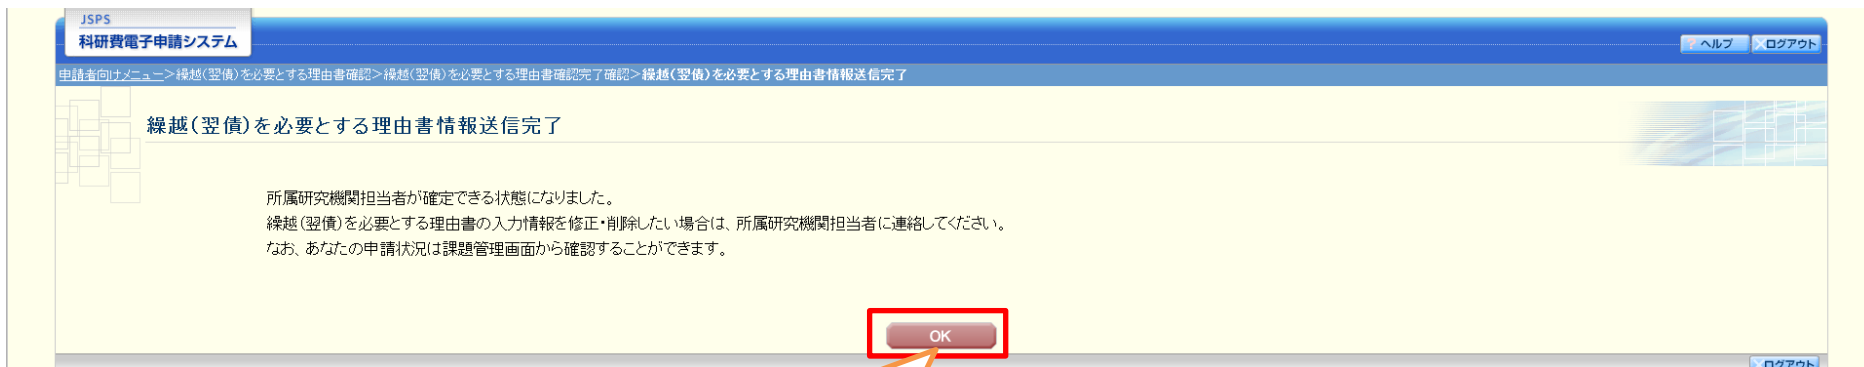 JSPS
科研費電子申請システム
ヘルプ
ログアウト
申請者向けメニュー>繰越(翌債)を必要とする理由書確認>繰越(翌債)を必要とする理由書確認完了確認>繰越(翌債)を必要とする理由書情報送信完了
繰越(翌債)を必要とする理由書情報送信完了
所属研究機関担当者が確定できる状態になりました。
繰越(翌債)を必要とする理由書の入力情報を修正・削除したい場合は、所属研究機関担当者に連絡してください。
なお、あなたの申請状況は課題管理画面から確認することができます。
OK
ログアウト